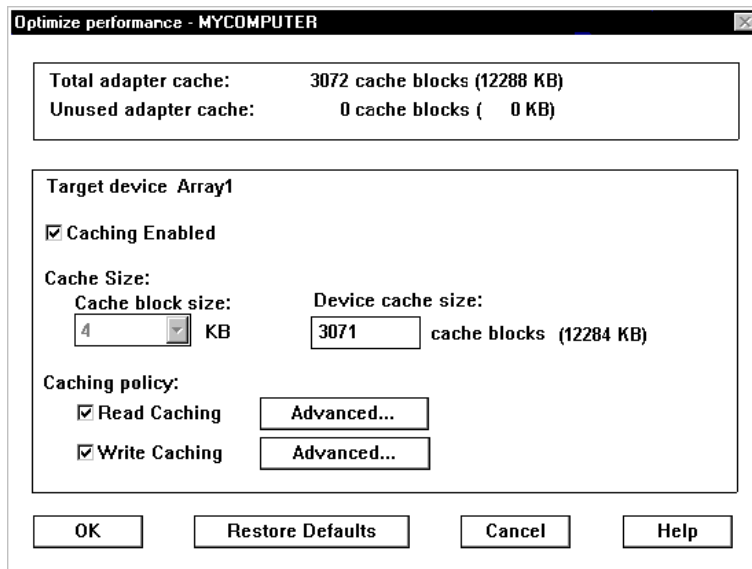 Optimize performance - MYCOMPUTER
Total adapter cache: 3072 cache blocks (12288 KB)
Unused adapter cache: 0 cache blocks ( 0 KB)
Target device Array1
Caching Enabled
Cache Size:
Cache block size: Device cache size:
4 KB 3071 cache blocks (12284 KB)
Caching policy:
Read Caching Advanced...
Write Caching Advanced...
OK Restore Defaults Cancel Help